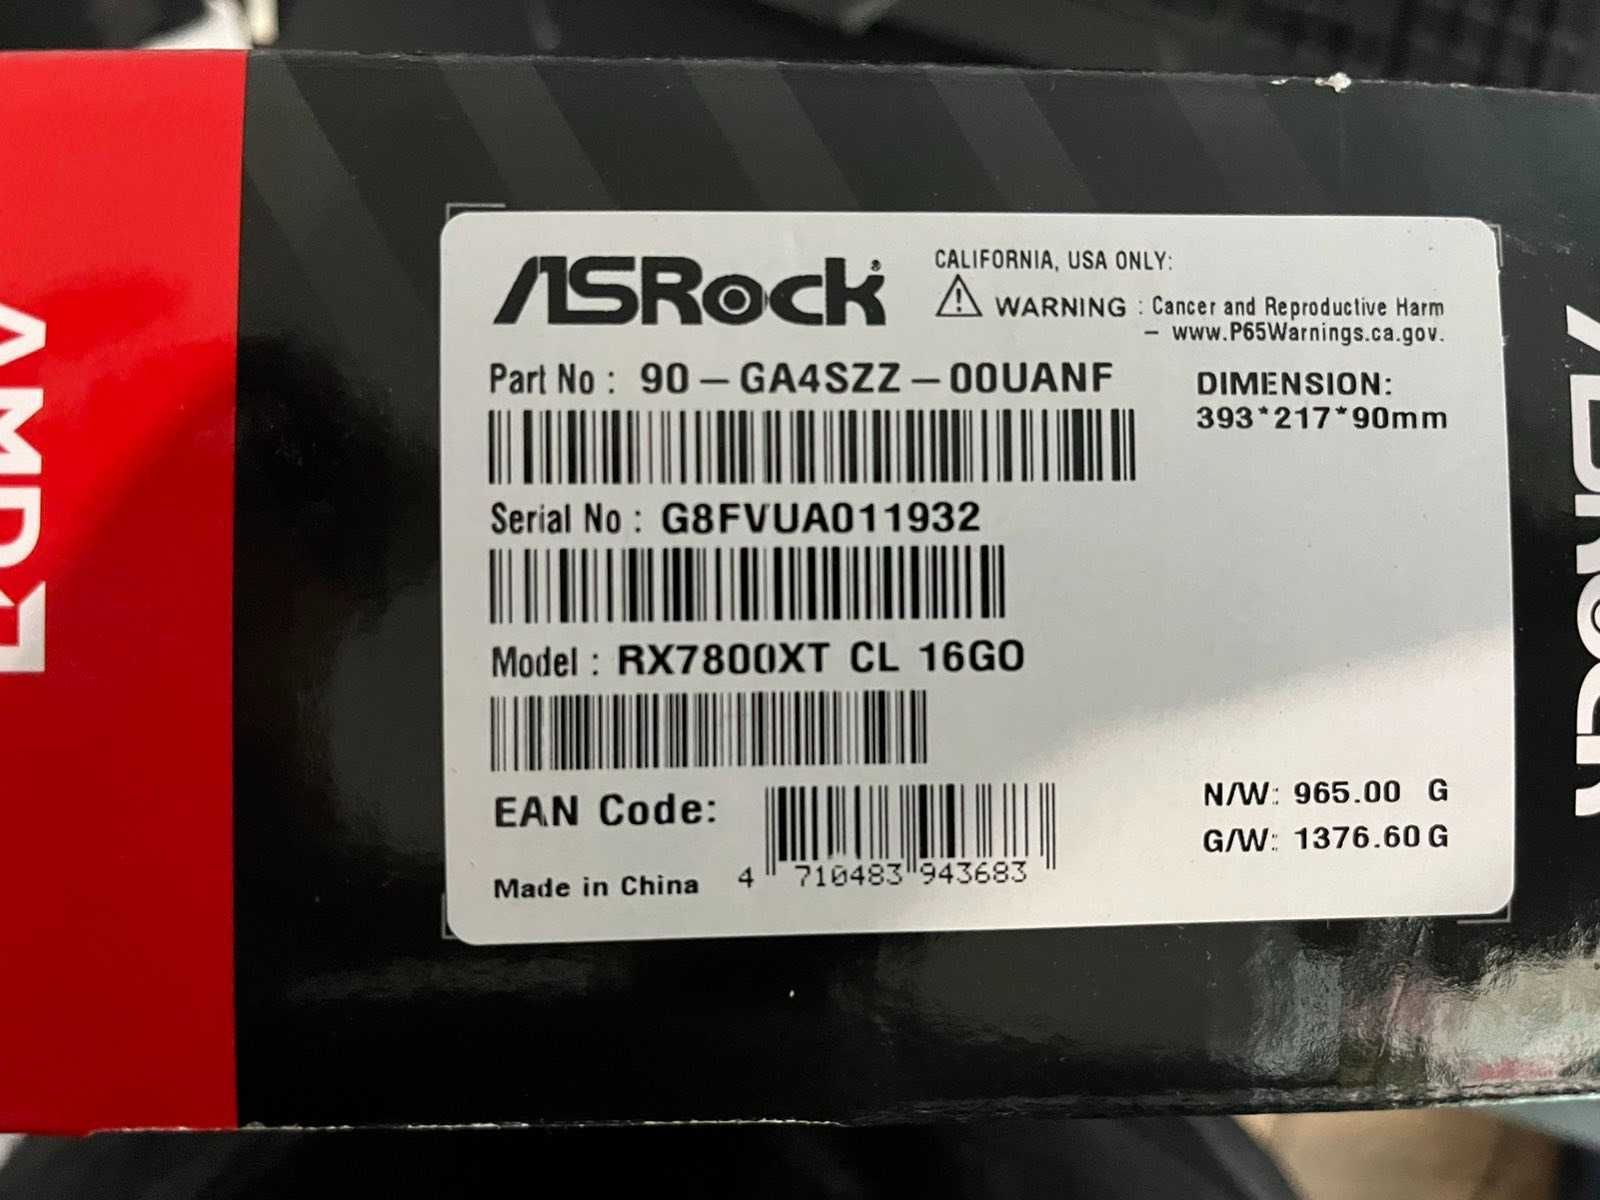 AMD
ASRock®
CALIFORNIA, USA ONLY:
WARNING : Cancer and Reproductive Harm
– www.P65Warnings.ca.gov.
Part No : 90–GA4SZZ–00UANF
DIMENSION:
393*217*90mm
Serial No : G8FVUA011932
Model : RX7800XT CL 16GO
EAN Code:
4 710483 943683
Made in China
N/W: 965.00 G
G/W: 1376.60 G
ASRock